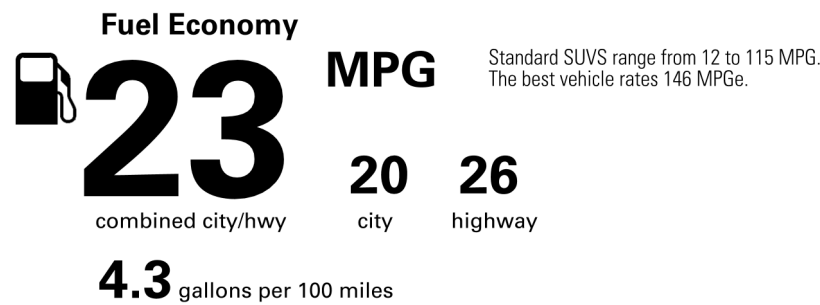 Fuel Economy
23
MPG
Standard SUVS range from 12 to 115 MPG.
The best vehicle rates 146 MPGe.
combined city/hwy
20
city
26
highway
4.3 gallons per 100 miles